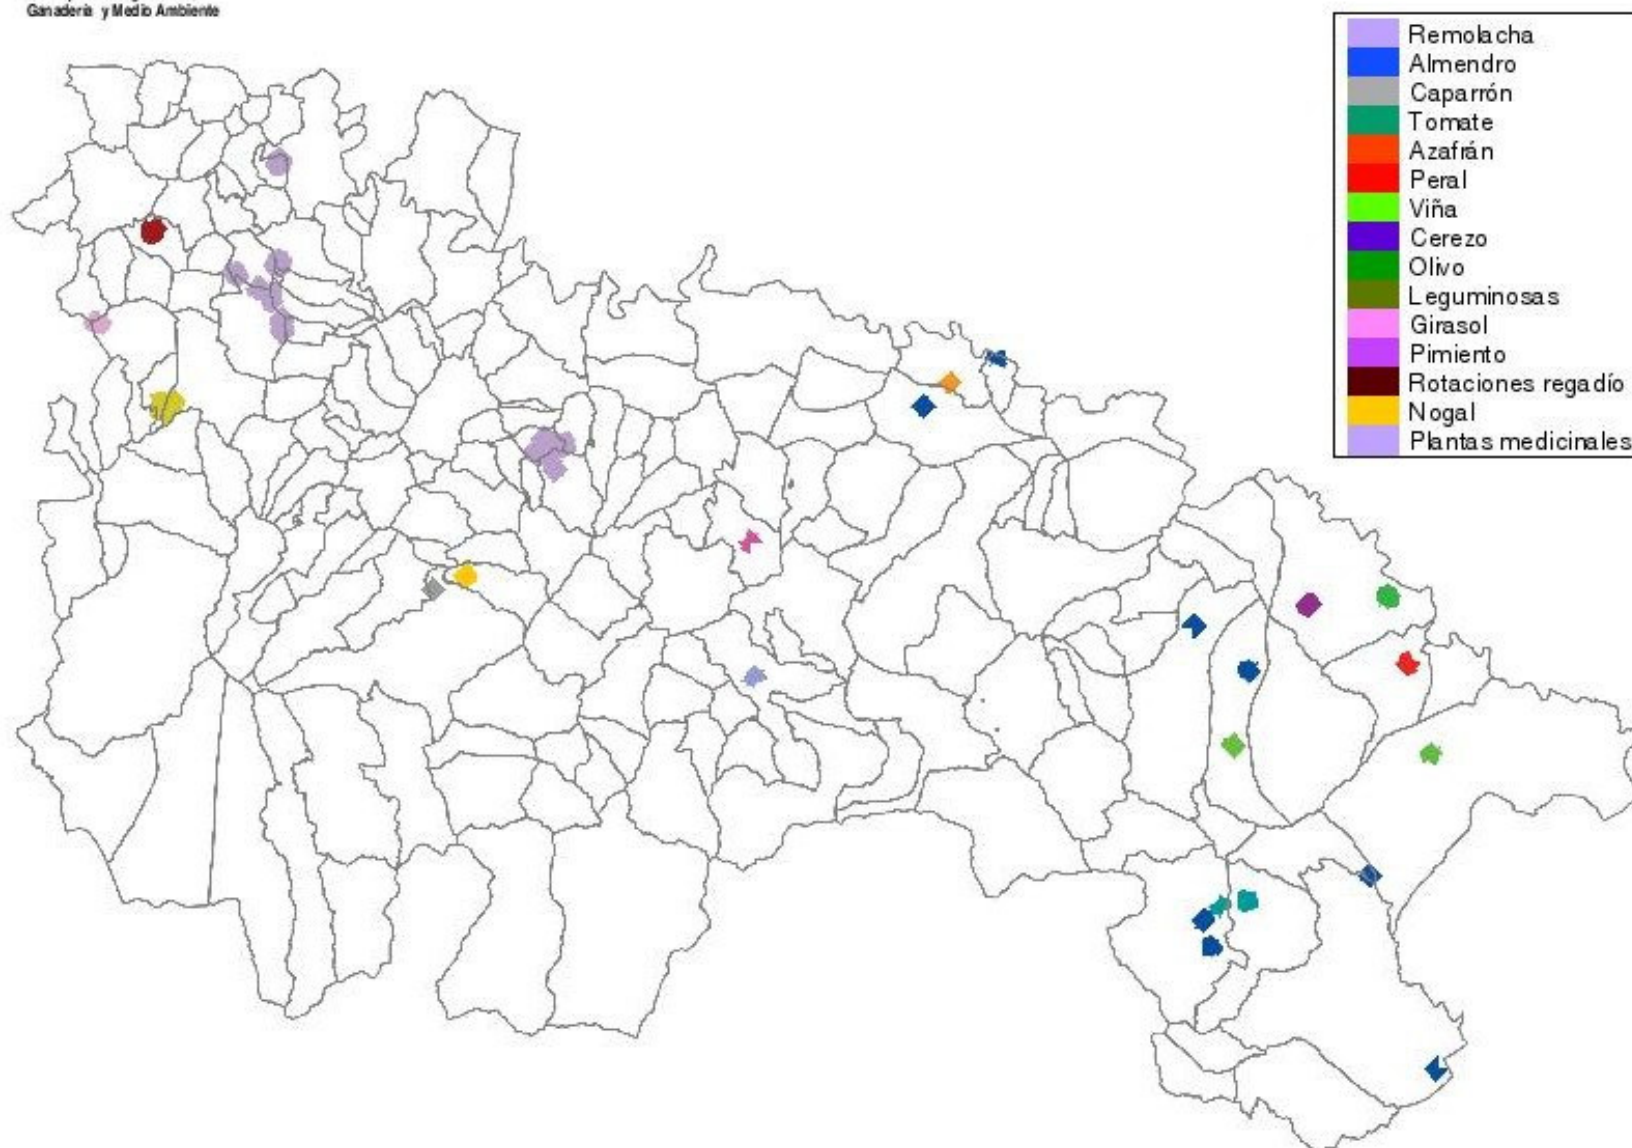 Ganadería y Medio Ambiente
Remolacha
Almendro
Caparrón
Tomate
Azafrán
Peral
Viña
Cerezo
Olivo
Leguminosas
Girasol
Pimiento
Rotaciones regadío
Nogal
Plantas medicinales